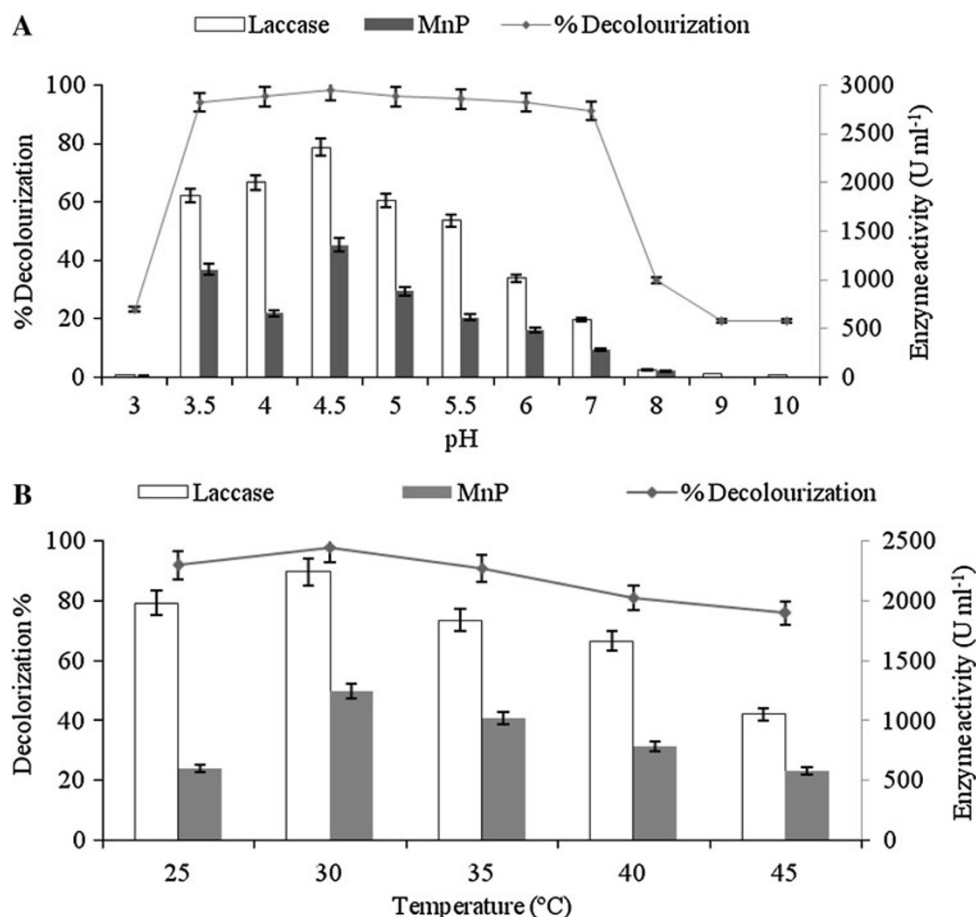 A
Laccase MnP % Decolourization
100 3000
80 2500
60 2000
40 1500
20 1000
0 500
0
% Decolourization
Enzyme activity (U ml-1)
3 3.5 4 4.5 5 5.5 6 7 8 9 10
pH
B
Laccase MnP % Decolourization
100 2500
80 2000
60 1500
40 1000
20 500
0 0
Decolorization %
Enzyme activity (U ml-1)
25 30 35 40 45
Temperature (°C)